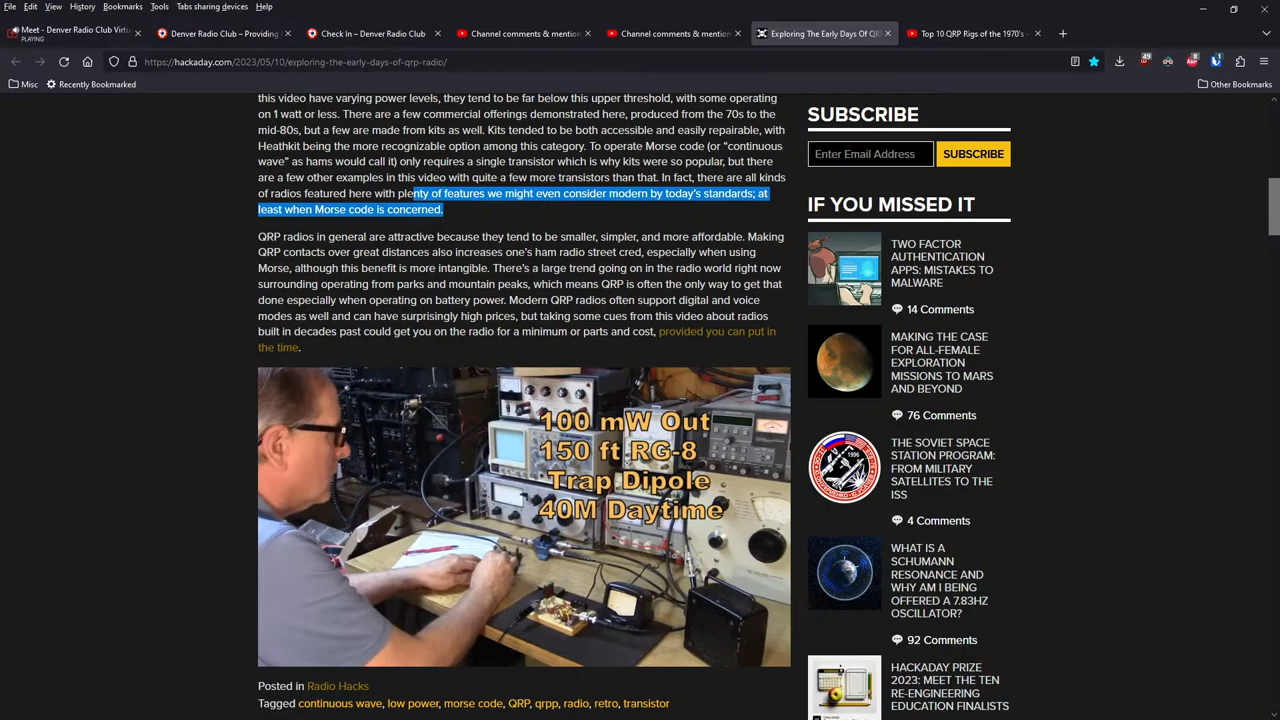 File Edit View History Bookmarks Tools Tabs sharing devices Help
Meet - Denver Radio Club Virtu
PLAYING
Denver Radio Club – Providing
Check In – Denver Radio Club
Channel comments & mention
Channel comments & mention
Exploring The Early Days Of QR
Top 10 QRP Rigs of the 1970's -
https://hackaday.com/2023/05/10/exploring-the-early-days-of-qrp-radio/
49
8
1
Misc
Recently Bookmarked
Other Bookmarks
this video have varying power levels, they tend to be far below this upper threshold, with some operating
on 1 watt or less. There are a few commercial offerings demonstrated here, produced from the 70s to the
mid-80s, but a few are made from kits as well. Kits tended to be both accessible and easily repairable, with
Heathkit being the more recognizable option among this category. To operate Morse code (or “continuous
wave” as hams would call it) only requires a single transistor which is why kits were so popular, but there
are a few other examples in this video with quite a few more transistors than that. In fact, there are all kinds
of radios featured here with plenty of features we might even consider modern by today’s standards; at
least when Morse code is concerned.
QRP radios in general are attractive because they tend to be smaller, simpler, and more affordable. Making
QRP contacts over great distances also increases one’s ham radio street cred, especially when using
Morse, although this benefit is more intangible. There’s a large trend going on in the radio world right now
surrounding operating from parks and mountain peaks, which means QRP is often the only way to get that
done especially when operating on battery power. Modern QRP radios often support digital and voice
modes as well and can have surprisingly high prices, but taking some cues from this video about radios
built in decades past could get you on the radio for a minimum or parts and cost, provided you can put in
the time.
100 mW Out
150 ft RG-8
Trap Dipole
40M Daytime
Posted in Radio Hacks
Tagged continuous wave, low power, morse code, QRP, qrpp, radio, retro, transistor
SUBSCRIBE
Enter Email Address
SUBSCRIBE
IF YOU MISSED IT
TWO FACTOR
AUTHENTICATION
APPS: MISTAKES TO
MALWARE
14 Comments
MAKING THE CASE
FOR ALL-FEMALE
EXPLORATION
MISSIONS TO MARS
AND BEYOND
76 Comments
1996
THE SOVIET SPACE
STATION PROGRAM:
FROM MILITARY
SATELLITES TO THE
ISS
4 Comments
WHAT IS A
SCHUMANN
RESONANCE AND
WHY AM I BEING
OFFERED A 7.83HZ
OSCILLATOR?
92 Comments
HACKADAY PRIZE
2023: MEET THE TEN
RE-ENGINEERING
EDUCATION FINALISTS